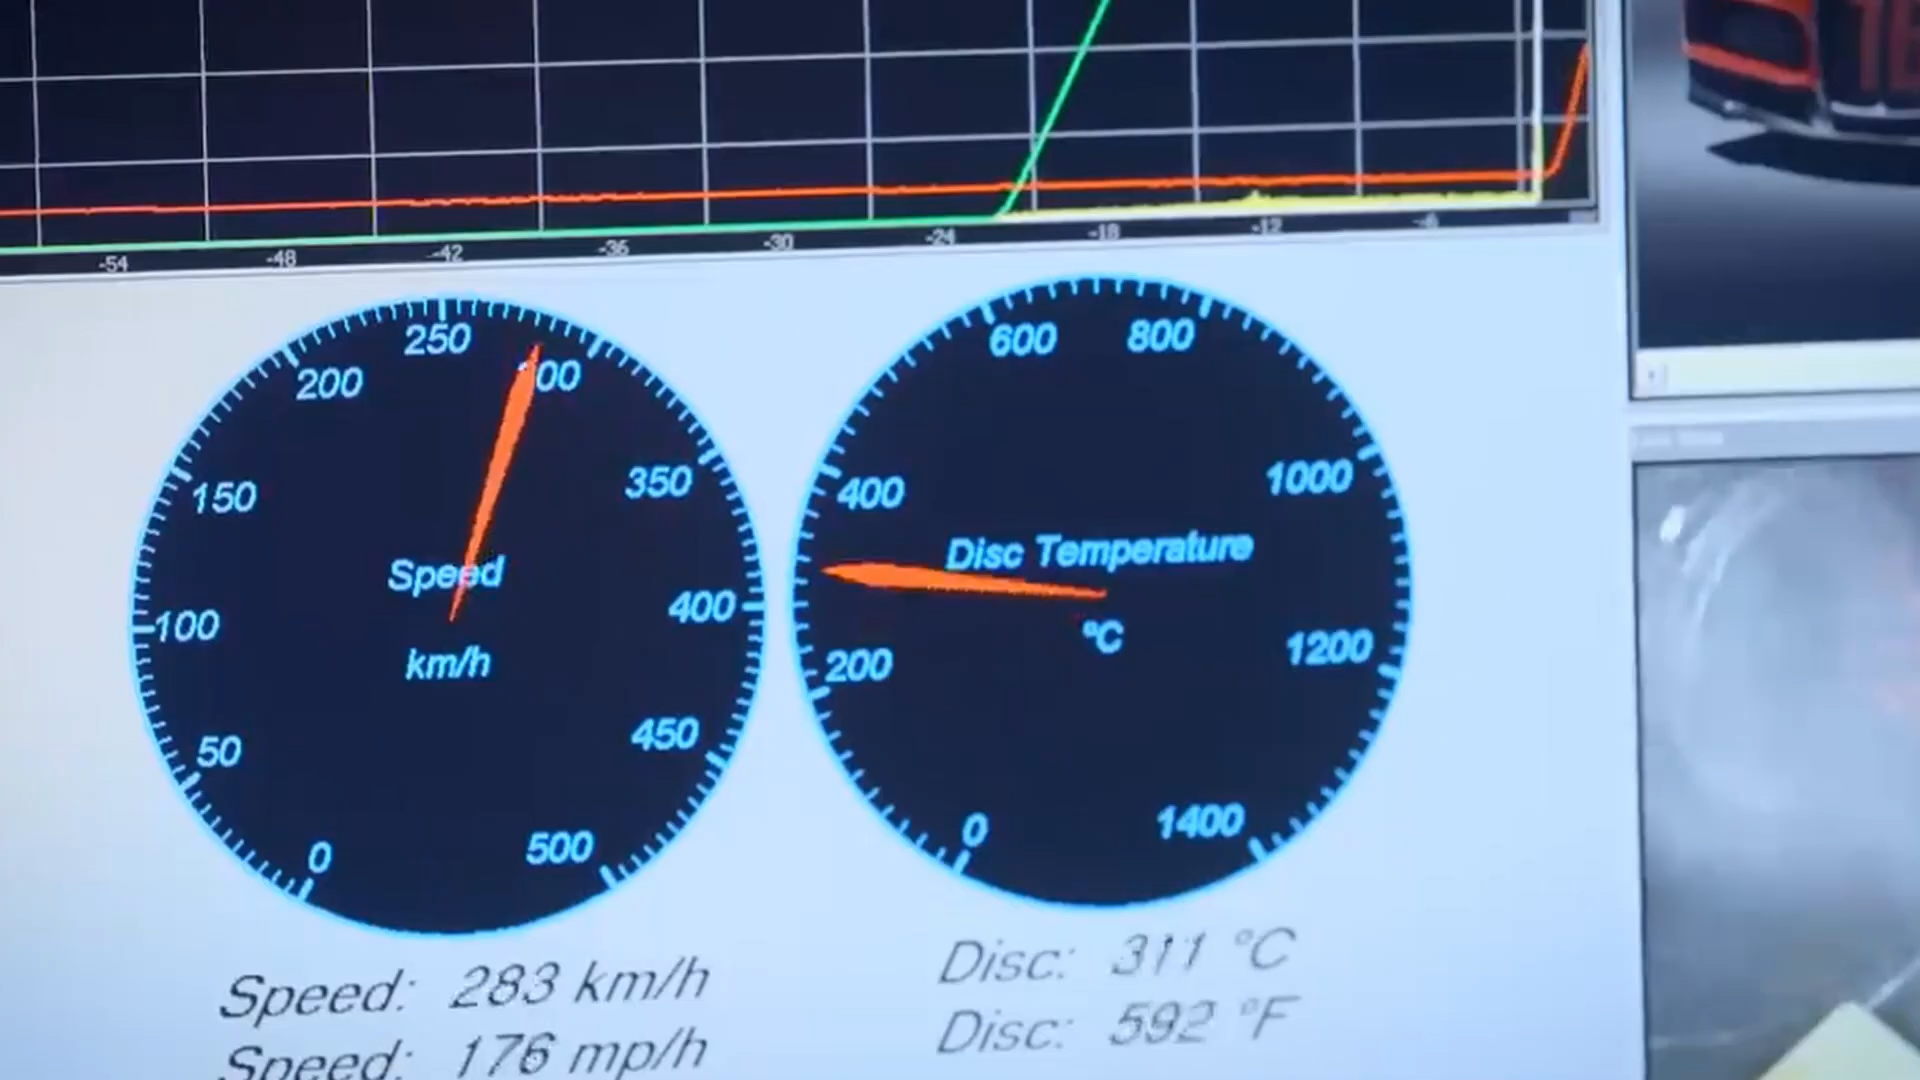 -54 -48 -42 -36 -30 -24 -18 -12 -6
250
200
300
150
350
Speed
100
400
km/h
50
450
0
500
600 800
400
1000
Disc Temperature
°C
200
1200
0
1400
Speed: 283 km/h
Speed: 176 mp/h
Disc: 311 °C
Disc: 592 °F